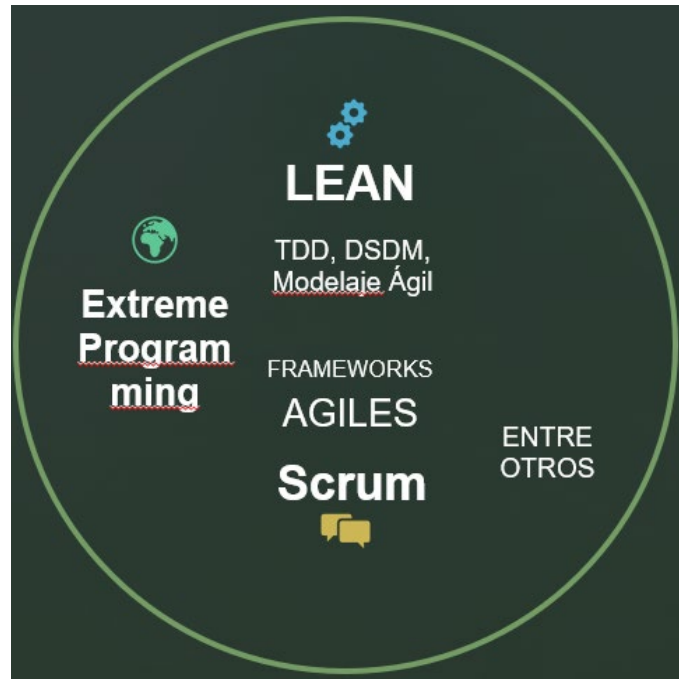 LEAN
TDD, DSDM,
Modelaje Ágil
Extreme
Program
ming
FRAMEWORKS
AGILES
Scrum
ENTRE
OTROS